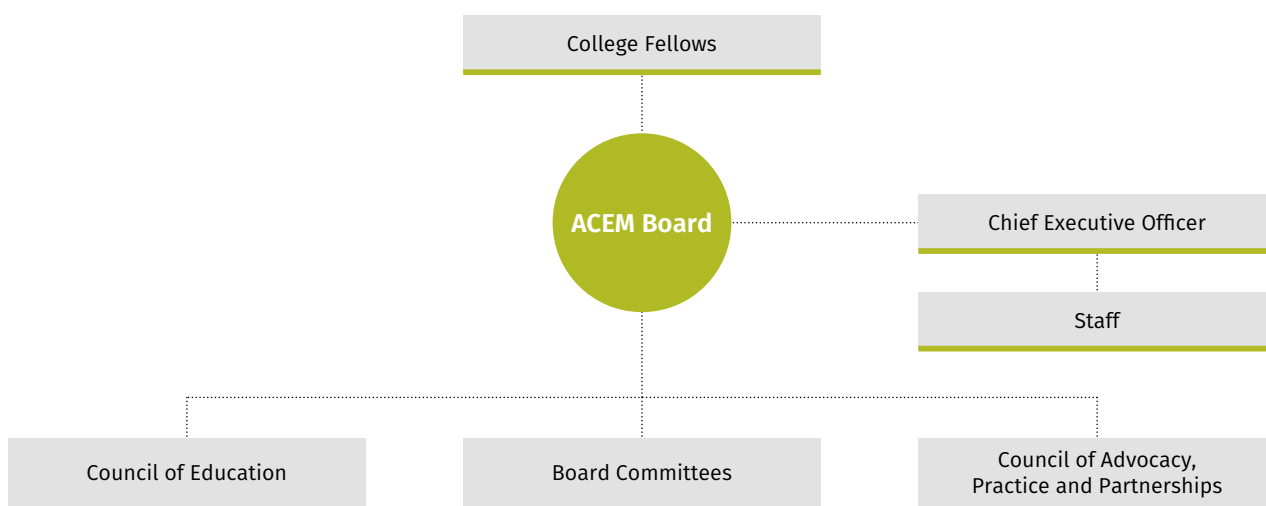 College Fellows
ACEM Board
Chief Executive Officer
Staff
Council of Education
Board Committees
Council of Advocacy,
Practice and Partnerships